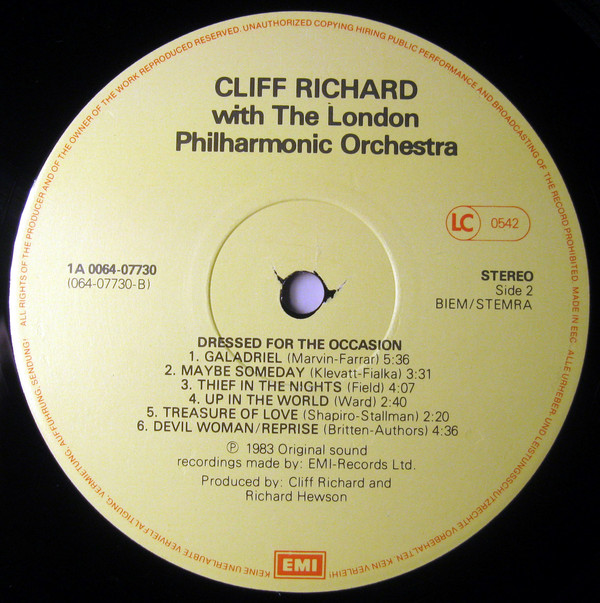 ALL RIGHTS OF THE PRODUCER AND OF THE OWNER OF THE WORK REPRODUCED RESERVED. UNAUTHORIZED COPYING HIRING PUBLIC PERFORMANCE AND BROADCASTING OF THE RECORD PROHIBITED. MADE IN EEC. ALLE URHEBER- UND LEISTUNGSSCHUTZRECHTE VORBEHALTEN. KEIN VERLEIH! KEINE UNERLAUBTE VERVIELFÄLTIGUNG, VERMIETUNG, AUFFÜHRUNG, SENDUNG!
CLIFF RICHARD
with The London
Philharmonic Orchestra
LC 0542
1A 0064-07730
(064-07730-B)
STEREO
Side 2
BIEM/STEMRA
DRESSED FOR THE OCCASION
1. GALADRIEL (Marvin-Farrar) 5:36
2. MAYBE SOMEDAY (Klevatt-Fialka) 3:31
3. THIEF IN THE NIGHTS (Field) 4:07
4. UP IN THE WORLD (Ward) 2:40
5. TREASURE OF LOVE (Shapiro-Stallman) 2:20
6. DEVIL WOMAN/REPRISE (Britten-Authors) 4:36
℗ 1983 Original sound
recordings made by: EMI-Records Ltd.
Produced by: Cliff Richard and
Richard Hewson
EMI